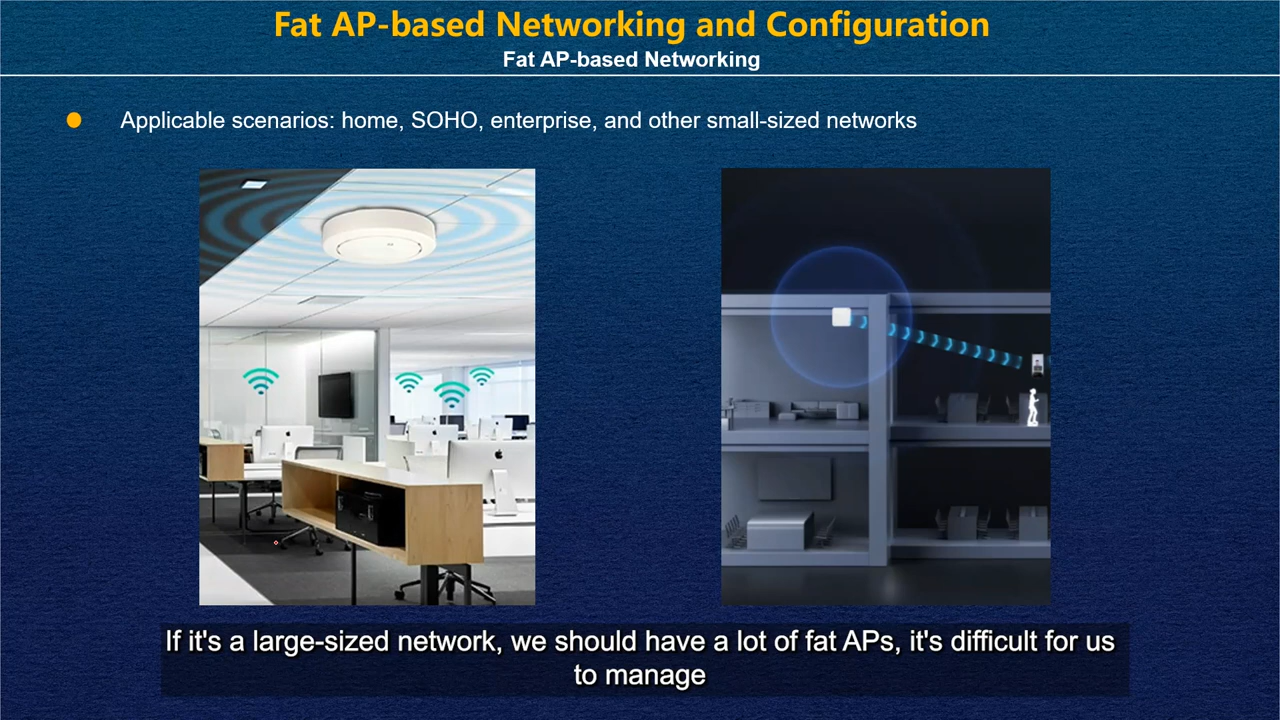 Fat AP-based Networking and Configuration
Fat AP-based Networking
Applicable scenarios: home, SOHO, enterprise, and other small-sized networks
If it's a large-sized network, we should have a lot of fat APs, it's difficult for us
to manage